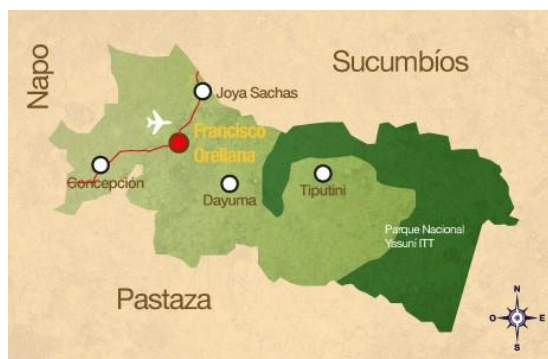 Napo
Sucumbíos
Joya Sachas
Francisco
Orellana
Concepción
Dayuma
Tiputini
Parque Nacional
Yasuní ITT
Pastaza
N
O
E
S